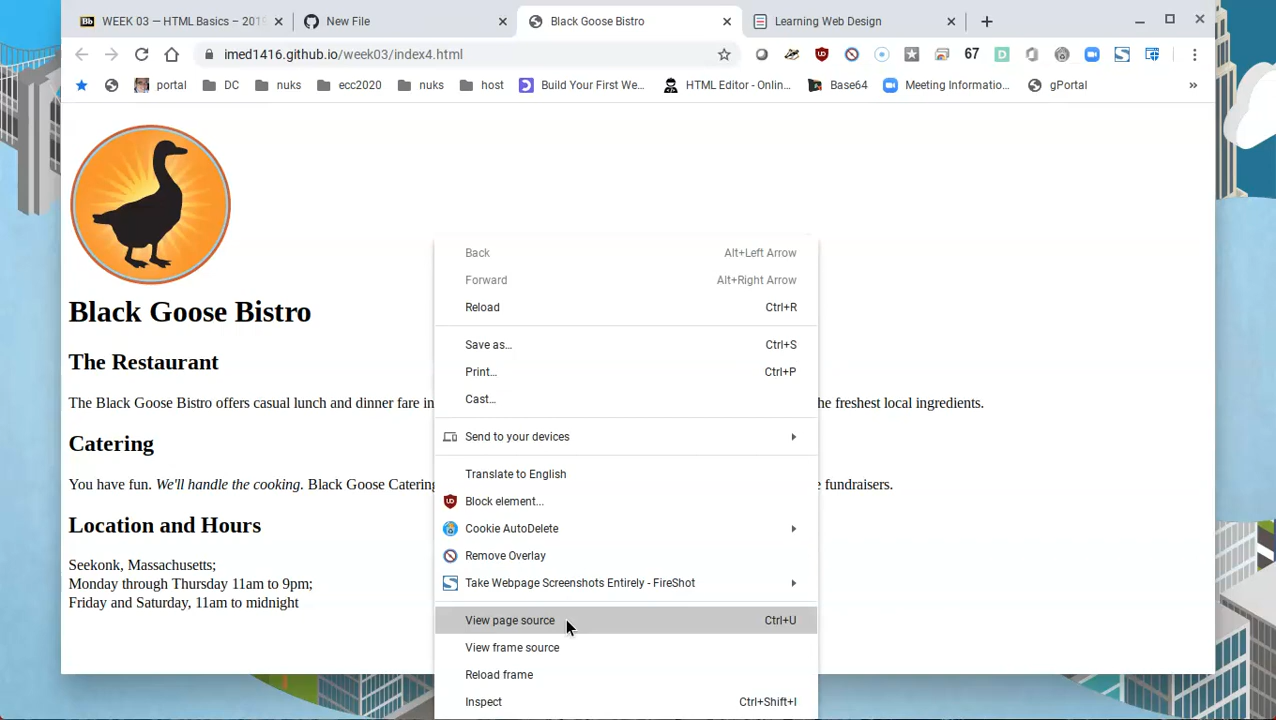 Bb WEEK 03 — HTML Basics – 2019
New File
Black Goose Bistro
Learning Web Design
imed1416.github.io/week03/index4.html
67
portal
DC
nuks
ecc2020
nuks
host
Build Your First We...
HTML Editor - Onlin...
Base64
Meeting Informatio...
gPortal
»
Black Goose Bistro
The Restaurant
The Black Goose Bistro offers casual lunch and dinner fare in
he freshest local ingredients.
Catering
You have fun. We'll handle the cooking. Black Goose Catering
e fundraisers.
Location and Hours
Seekonk, Massachusetts;
Monday through Thursday 11am to 9pm;
Friday and Saturday, 11am to midnight
Back Alt+Left Arrow
Forward Alt+Right Arrow
Reload Ctrl+R
Save as... Ctrl+S
Print... Ctrl+P
Cast...
Send to your devices
Translate to English
Block element...
Cookie AutoDelete
Remove Overlay
Take Webpage Screenshots Entirely - FireShot
View page source Ctrl+U
View frame source
Reload frame
Inspect Ctrl+Shift+I